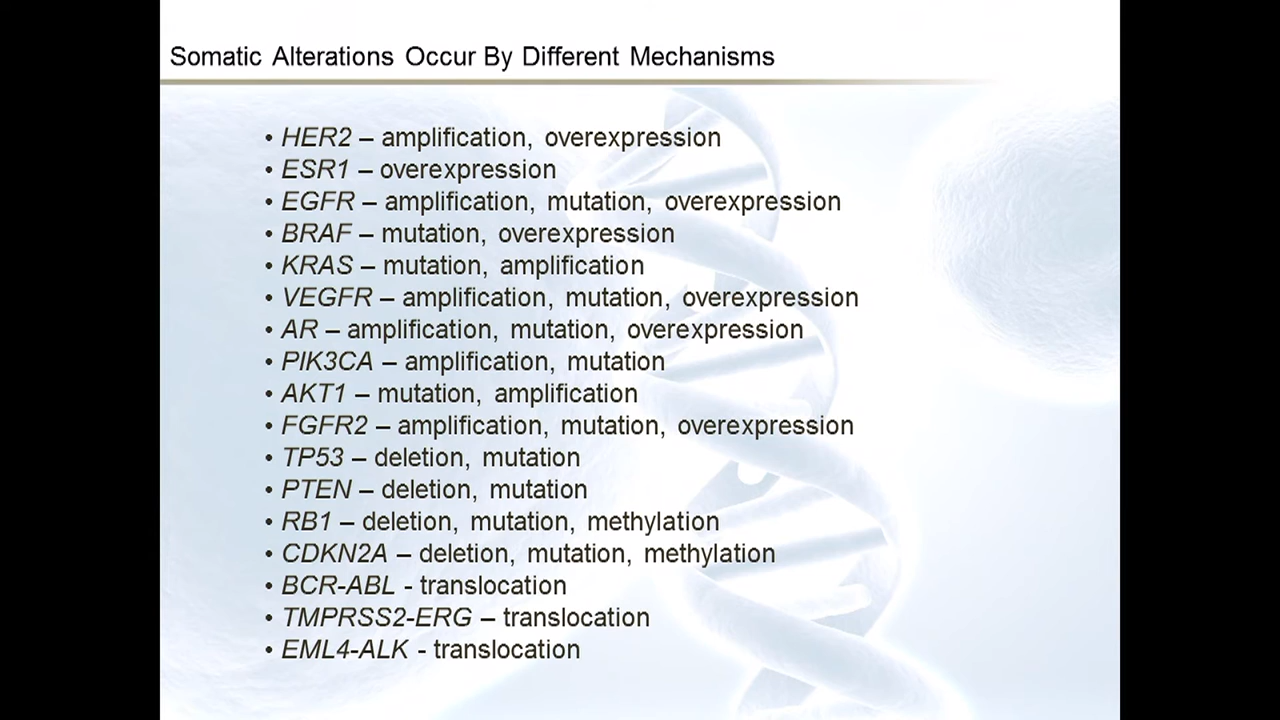 Somatic Alterations Occur By Different Mechanisms
• HER2 – amplification, overexpression
• ESR1 – overexpression
• EGFR – amplification, mutation, overexpression
• BRAF – mutation, overexpression
• KRAS – mutation, amplification
• VEGFR – amplification, mutation, overexpression
• AR – amplification, mutation, overexpression
• PIK3CA – amplification, mutation
• AKT1 – mutation, amplification
• FGFR2 – amplification, mutation, overexpression
• TP53 – deletion, mutation
• PTEN – deletion, mutation
• RB1 – deletion, mutation, methylation
• CDKN2A – deletion, mutation, methylation
• BCR-ABL - translocation
• TMPRSS2-ERG – translocation
• EML4-ALK - translocation